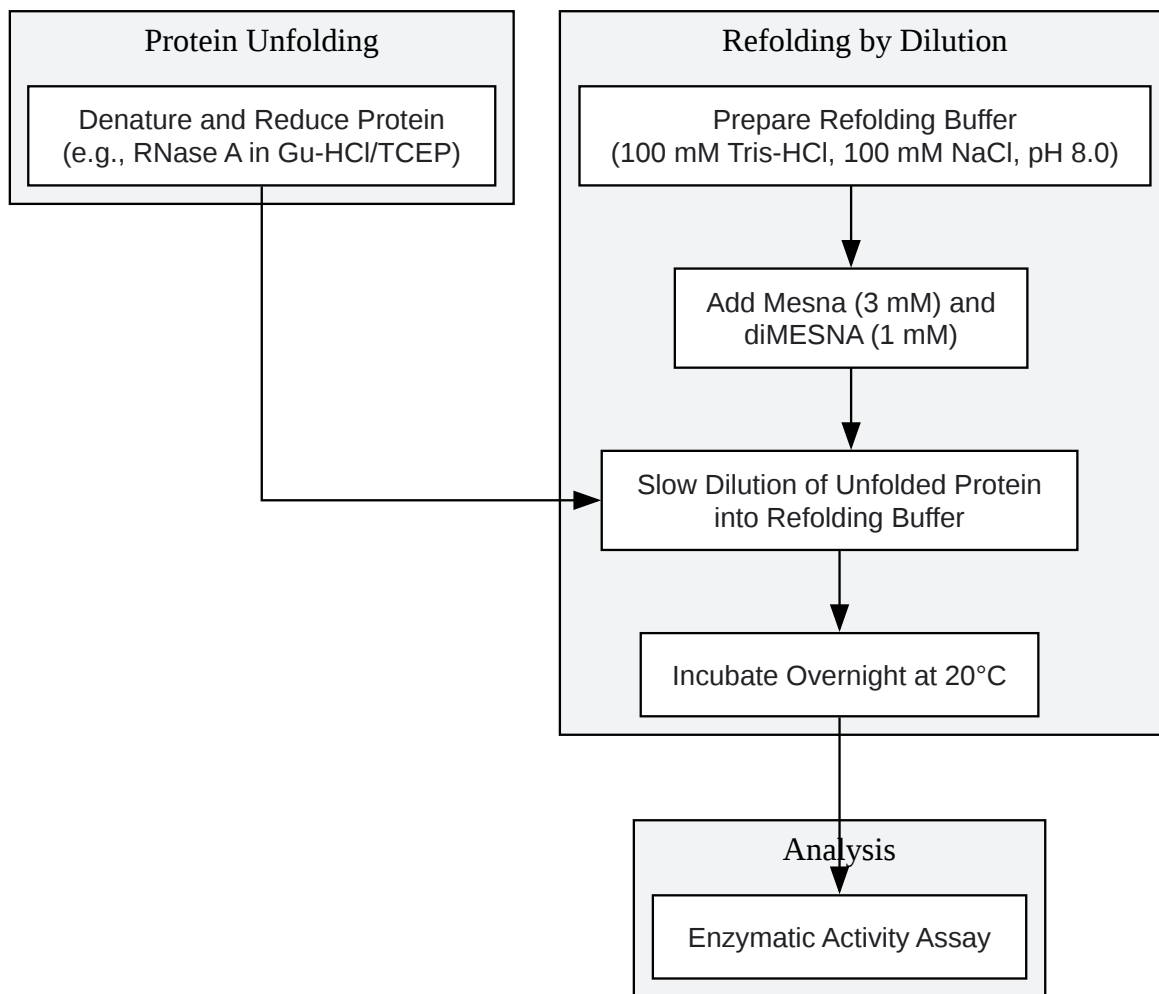 Protein Unfolding
Denature and Reduce Protein
(e.g., RNase A in Gu-HCl/TCEP)
Refolding by Dilution
Prepare Refolding Buffer
(100 mM Tris-HCl, 100 mM NaCl, pH 8.0)
Add Mesna (3 mM) and
diMESNA (1 mM)
Slow Dilution of Unfolded Protein
into Refolding Buffer
Incubate Overnight at 20°C
Analysis
Enzymatic Activity Assay